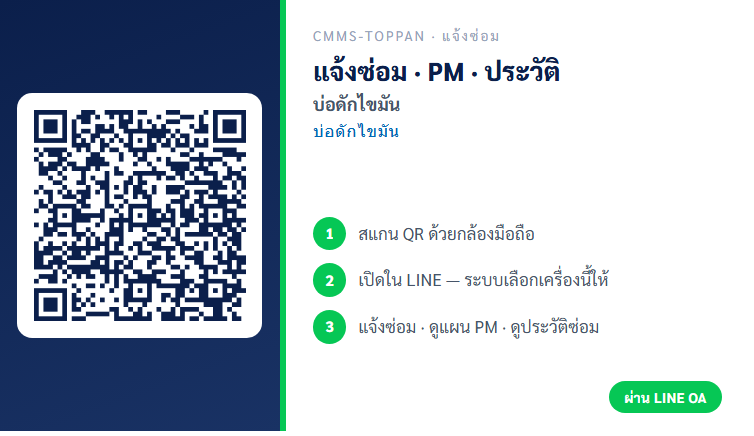 CMMS-TOPPAN · แจ้งซ่อม
แจ้งซ่อม · PM · ประวัติ
บ่อดักไขมัน
บ่อดักไขมัน
1 สแกน QR ด้วยกล้องมือถือ
2 เปิดใน LINE — ระบบเลือกเครื่องนี้ให้
3 แจ้งซ่อม · ดูแผน PM · ดูประวัติซ่อม
ผ่าน LINE OA